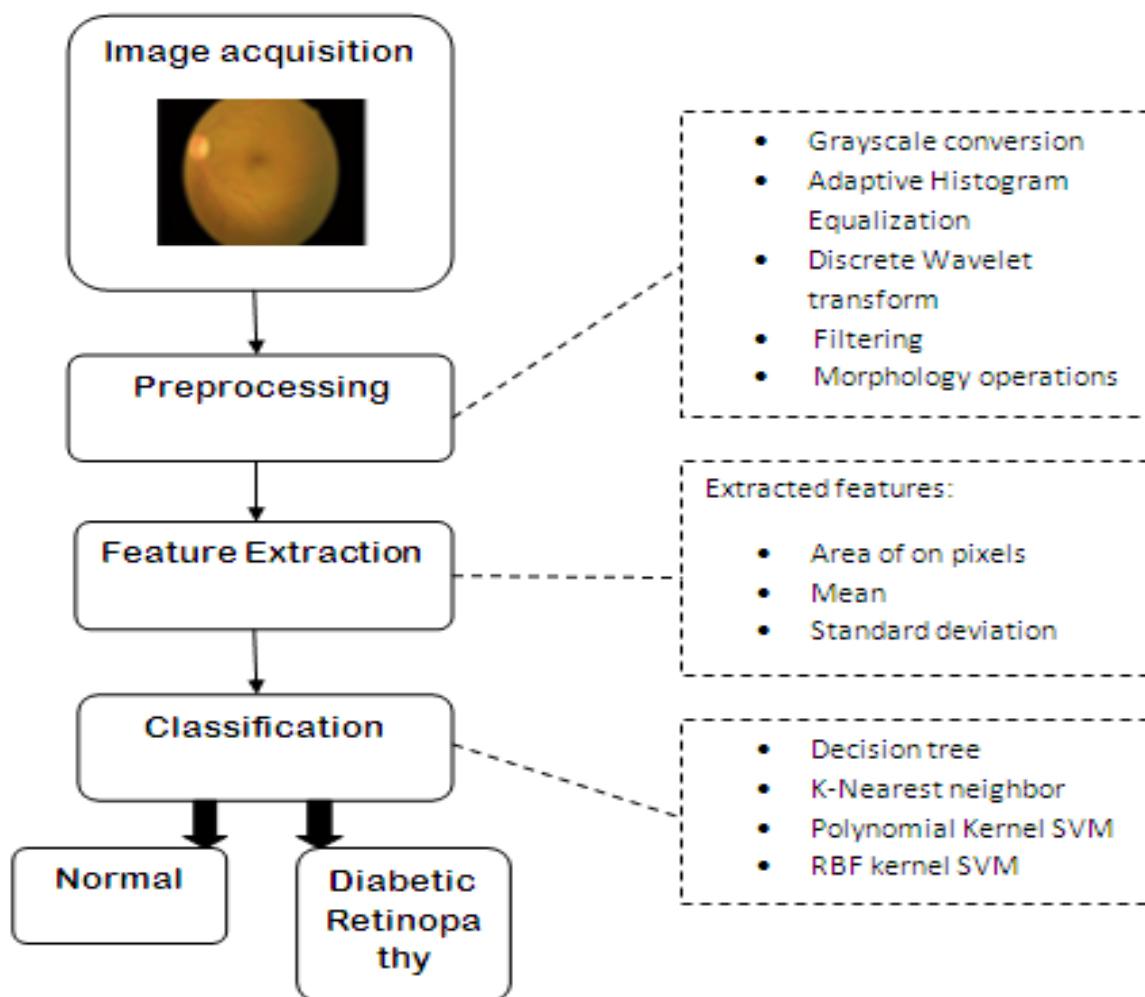 Image acquisition
• Grayscale conversion
• Adaptive Histogram
Equalization
• Discrete Wavelet
transform
• Filtering
• Morphology operations
Preprocessing
Extracted features:
• Area of on pixels
• Mean
• Standard deviation
Feature Extraction
Classification
• Decision tree
• K-Nearest neighbor
• Polynomial Kernel SVM
• RBF kernel SVM
Normal
Diabetic
Retinopa
thy